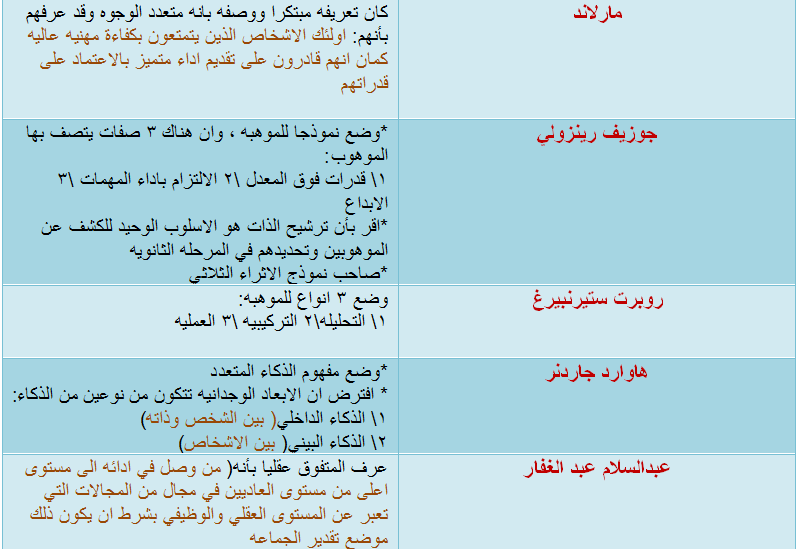 مارلاند
كان تعريفه مبتكرا ووصفه بانه متعدد الوجوه وقد عرفهم
بأنهم: اولئك الاشخاص الذين يتمتعون بكفاءة مهنيه عاليه
كمان انهم قادرون على تقديم اداء متميز بالاعتماد على
قدراتهم
جوزيف رينزولي
*وضع نموذجا للموهبه ، وان هناك ٣ صفات يتصف بها
الموهوب:
١\ قدرات فوق المعدل ٢\ الالتزام باداء المهمات ٣\
الابداع
*اقر بأن ترشيح الذات هو الاسلوب الوحيد للكشف عن
الموهوبين وتحديدهم في المرحله الثانويه
*صاحب نموذج الاثراء الثلاثي
روبرت ستيرنبيرغ
وضع ٣ انواع للموهبه:
١\ التحليله٢\ التركيبيه ٣\ العمليه
هاوارد جاردنر
*وضع مفهوم الذكاء المتعدد
* افترض ان الابعاد الوجدانيه تتكون من نوعين من الذكاء:
١\ الذكاء الداخلي( بين الشخص وذاته)
٢\ الذكاء البيني( بين الاشخاص)
عبدالسلام عبد الغفار
عرف المتفوق عقليا بأنه( من وصل في ادائه الى مستوى
اعلى من مستوى العاديين في مجال من المجالات التي
تعبر عن المستوى العقلي والوظيفي بشرط ان يكون ذلك
موضع تقدير الجماعه